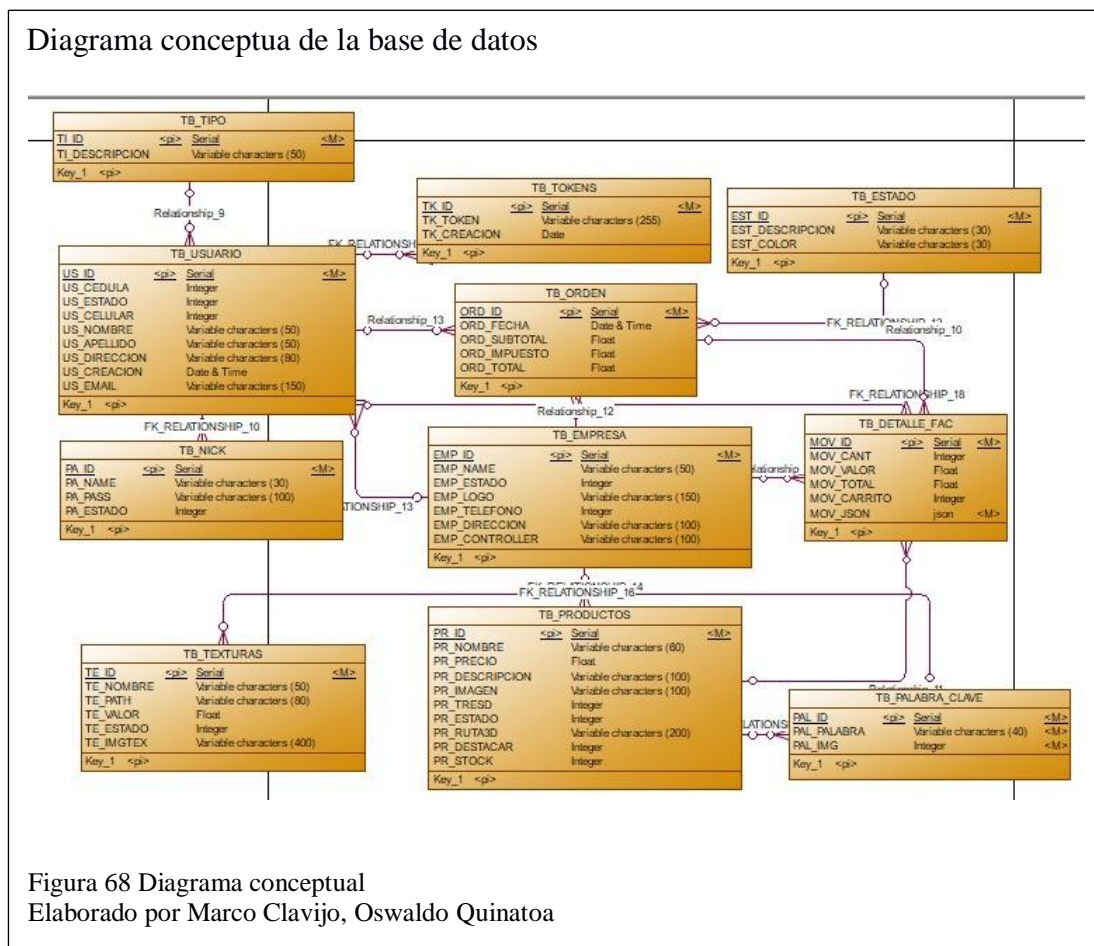 Diagrama conceptua de la base de datos
TB_TIPO
TI_ID <pi> Serial <M>
TI_DESCRIPCION Variable characters (50)
Key_1 <pi>
Relationship_9
TB_TOKENS
TK_ID <pi> Serial <M>
TK_TOKEN Variable characters (255)
TK_CREACION Date
Key_1 <pi>
TB_ESTADO
EST_ID <pi> Serial <M>
EST_DESCRIPCION Variable characters (30)
EST_COLOR Variable characters (30)
Key_1 <pi>
FK_RELATIONSH
TB_USUARIO
US_ID <pi> Serial <M>
US_CEDULA Integer
US_ESTADO Integer
US_CELULAR Integer
US_NOMBRE Variable characters (50)
US_APELLIDO Variable characters (50)
US_DIRECCION Variable characters (80)
US_CREACION Date & Time
US_EMAIL Variable characters (150)
Key_1 <pi>
Relationship_13
TB_ORDEN
ORD_ID <pi> Serial <M>
ORD_FECHA Date & Time
ORD_SUBTOTAL Float
ORD_IMPUESTO Float
ORD_TOTAL Float
Key_1 <pi>
Relationship_10
FK_RELATIONSHIP_18
Relationship_12
FK_RELATIONSHIP_10
TB_NICK
PA_ID <pi> Serial <M>
PA_NAME Variable characters (30)
PA_PASS Variable characters (100)
PA_ESTADO Integer
Key_1 <pi>
TIONSHIP_13
TB_EMPRESA
EMP_ID <pi> Serial <M>
EMP_NAME Variable characters (50)
EMP_ESTADO Integer
EMP_LOGO Variable characters (150)
EMP_TELEFONO Integer
EMP_DIRECCION Variable characters (100)
EMP_CONTROLLER Variable characters (100)
Key_1 <pi>
elationship
TB_DETALLE_FAC
MOV_ID <pi> Serial <M>
MOV_CANT Integer
MOV_VALOR Float
MOV_TOTAL Float
MOV_CARRITO Integer
MOV_JSON json <M>
Key_1 <pi>
FK_RELATIONSHIP_16
TB_TEXTURAS
TE_ID <pi> Serial <M>
TE_NOMBRE Variable characters (50)
TE_PATH Variable characters (80)
TE_VALOR Float
TE_ESTADO Integer
TE_IMGTEX Variable characters (400)
Key_1 <pi>
TB_PRODUCTOS
PR_ID <pi> Serial <M>
PR_NOMBRE Variable characters (60)
PR_PRECIO Float
PR_DESCRIPCION Variable characters (100)
PR_IMAGEN Variable characters (100)
PR_TRESD Integer
PR_ESTADO Integer
PR_RUTA3D Variable characters (200)
PR_DESTACAR Integer
PR_STOCK Integer
Key_1 <pi>
LATIONS
TB_PALABRA_CLAVE
PAL_ID <pi> Serial <M>
PAL_PALABRA Variable characters (40) <M>
PAL_IMG Integer <M>
Key_1 <pi>
Figura 68 Diagrama conceptual
Elaborado por Marco Clavijo, Oswaldo Quinatoa